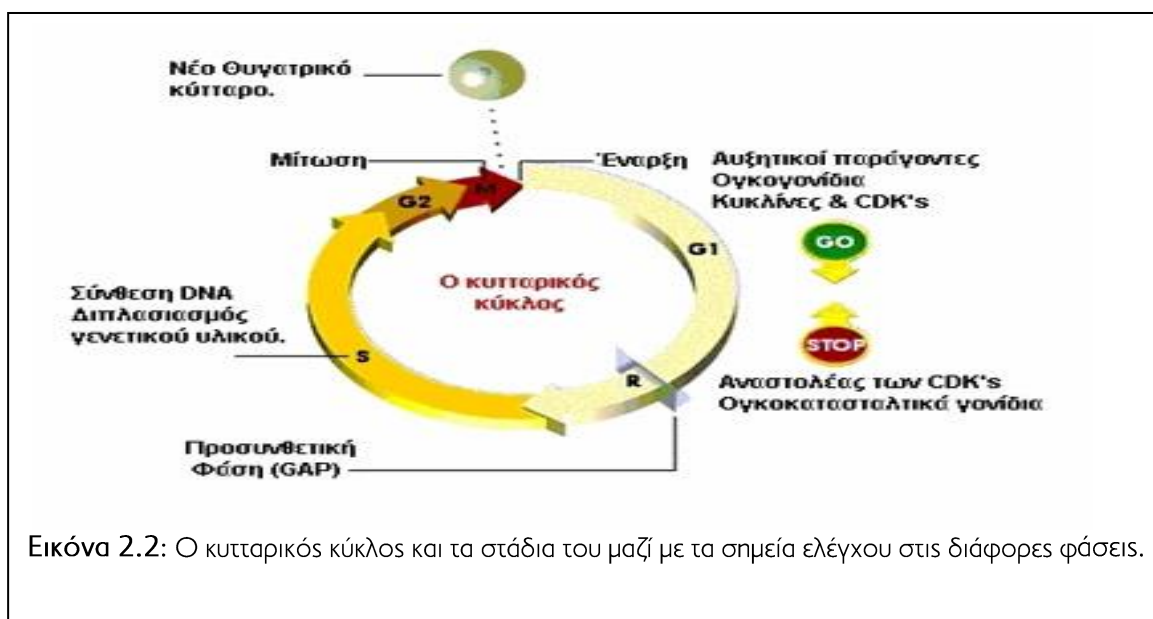 Νέο Θυγατρικό
κύτταρο.
Μίτωση
Έναρξη
Αυξητικοί παράγοντες
Ογκογονίδια
Κυκλίνες & CDK's
GO
M
G2
G1
Ο κυτταρικός
κύκλος
Σύνθεση DNA
Διπλασιασμός
γενετικού υλικού.
S
R
STOP
Αναστολέας των CDK's
Ογκοκατασταλτικά γονίδια
Προσυνθετική
Φάση (GAP)
Εικόνα 2.2: Ο κυτταρικός κύκλος και τα στάδια του μαζί με τα σημεία ελέγχου στις διάφορες φάσεις.